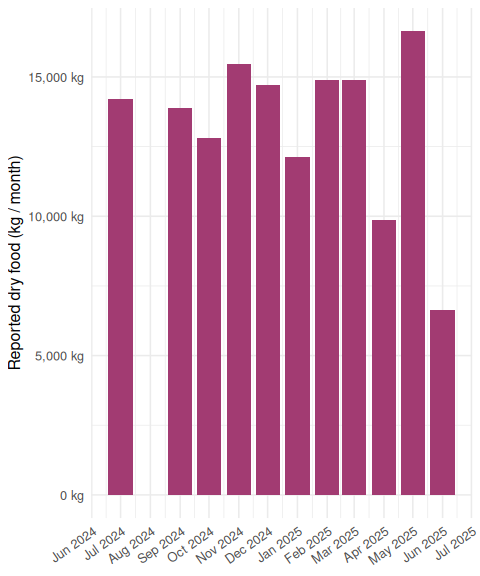 Reported dry food (kg / month)
15,000 kg
10,000 kg
5,000 kg
0 kg
Jun 2024
Jul 2024
Aug 2024
Sep 2024
Oct 2024
Nov 2024
Dec 2024
Jan 2025
Feb 2025
Mar 2025
Apr 2025
May 2025
Jun 2025
Jul 2025